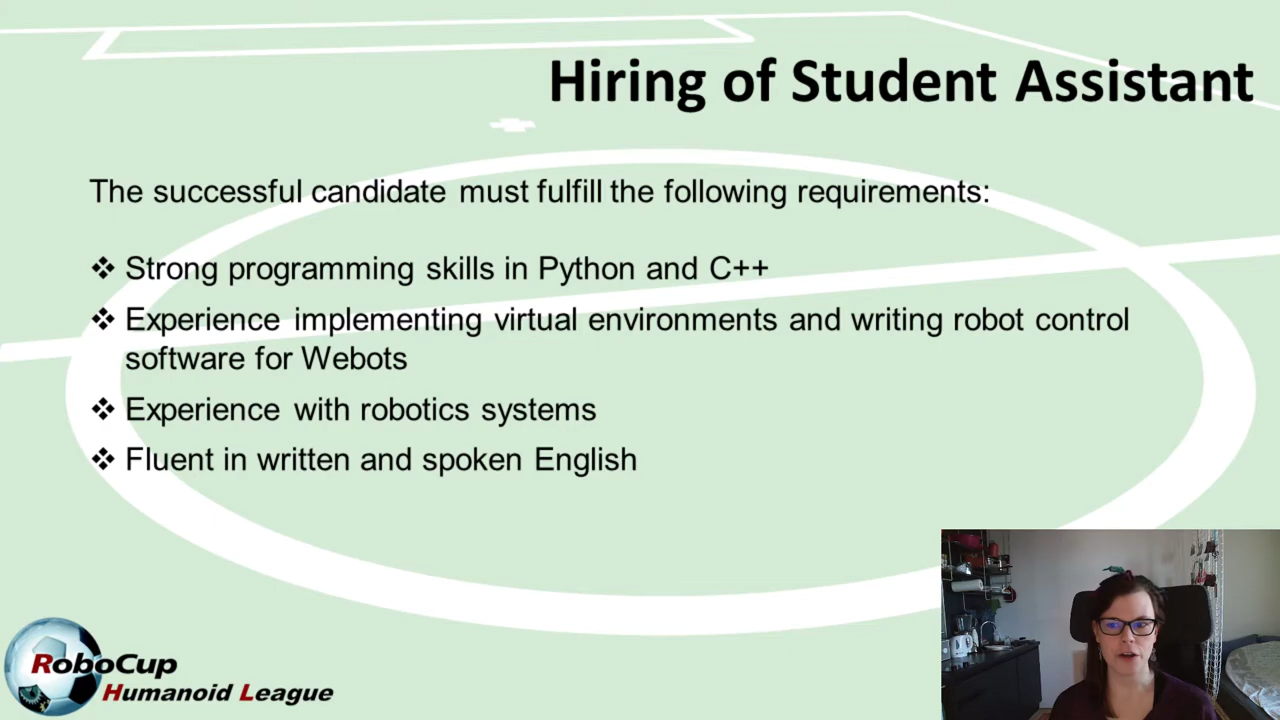 Hiring of Student Assistant
The successful candidate must fulfill the following requirements:
❖ Strong programming skills in Python and C++
❖ Experience implementing virtual environments and writing robot control
software for Webots
❖ Experience with robotics systems
❖ Fluent in written and spoken English
RoboCup
Humanoid League